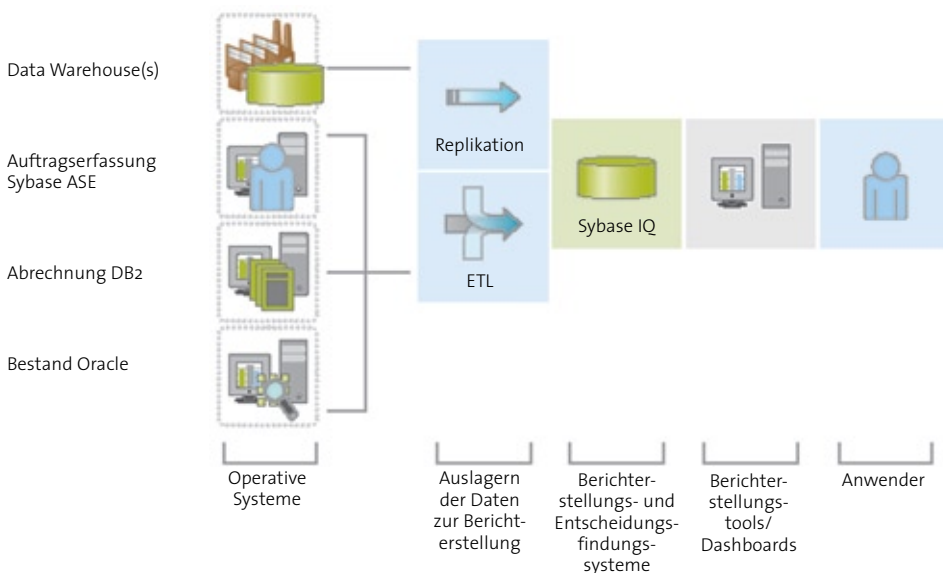 Data Warehouse(s)
Auftragserfassung
Sybase ASE
Abrechnung DB2
Bestand Oracle
Replikation
ETL
Sybase IQ
Operative
Systeme
Auslagern
der Daten
zur Bericht-
erstellung
Berichter-
stellungs- und
Entscheidungs-
findungs-
systeme
Berichter-
stellungs-
tools/
Dashboards
Anwender